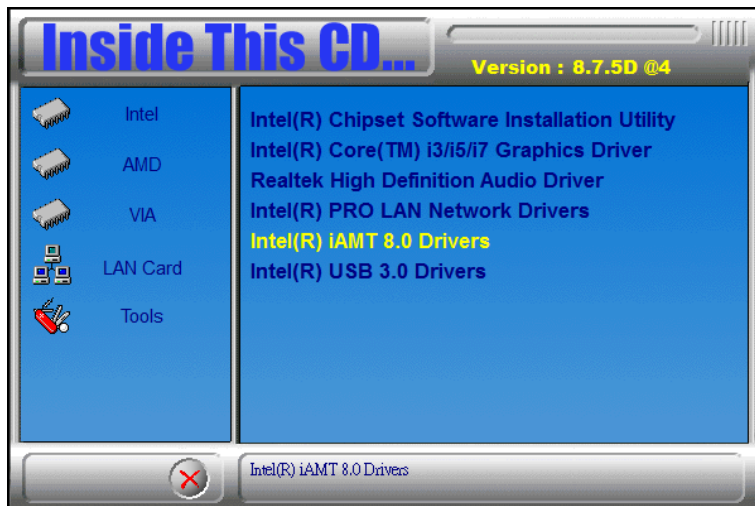 Inside This CD...
Version : 8.7.5D @4
Intel
AMD
VIA
LAN Card
Tools
Intel(R) Chipset Software Installation Utility
Intel(R) Core(TM) i3/i5/i7 Graphics Driver
Realtek High Definition Audio Driver
Intel(R) PRO LAN Network Drivers
Intel(R) iAMT 8.0 Drivers
Intel(R) USB 3.0 Drivers
Intel(R) iAMT 8.0 Drivers